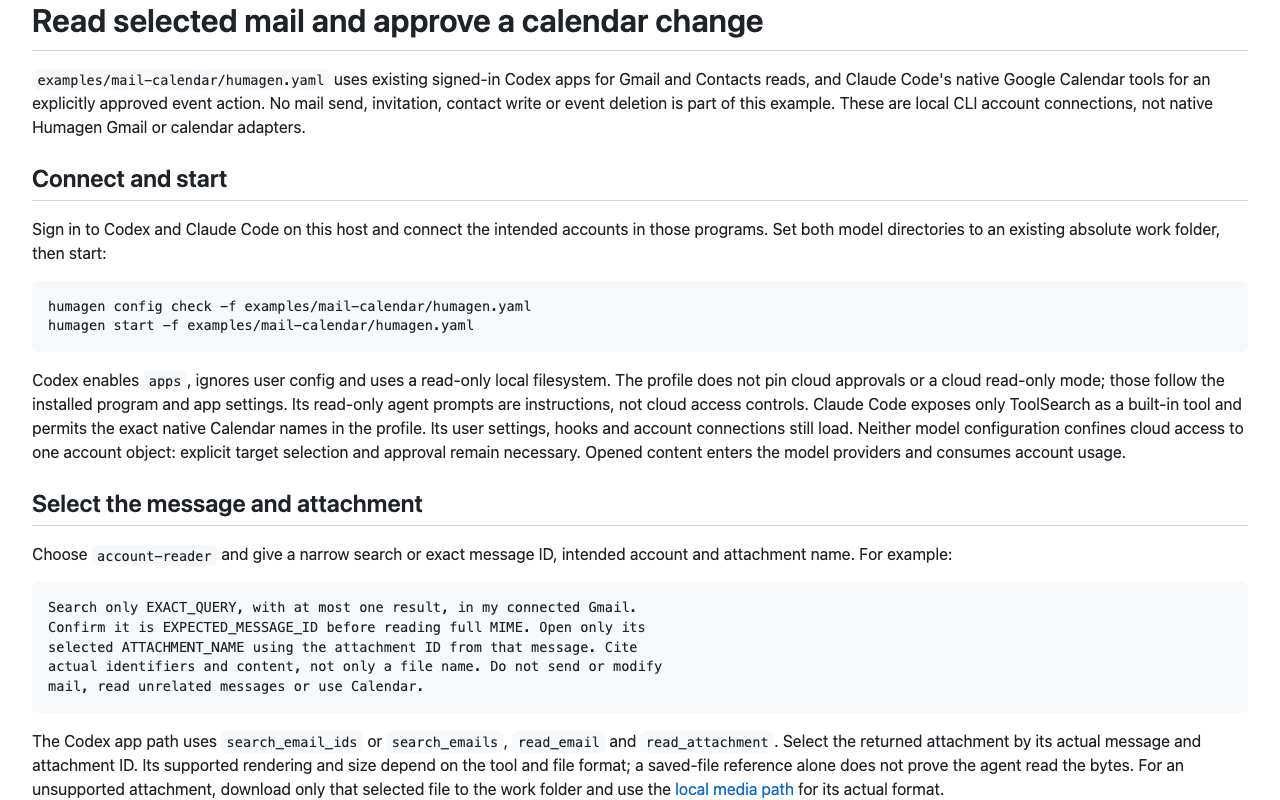 Read selected mail and approve a calendar change
examples/mail-calendar/humagen.yaml uses existing signed-in Codex apps for Gmail and Contacts reads, and Claude Code's native Google Calendar tools for an
explicitly approved event action. No mail send, invitation, contact write or event deletion is part of this example. These are local CLI account connections, not native
Humagen Gmail or calendar adapters.
Connect and start
Sign in to Codex and Claude Code on this host and connect the intended accounts in those programs. Set both model directories to an existing absolute work folder,
then start:
humagen config check -f examples/mail-calendar/humagen.yaml
humagen start -f examples/mail-calendar/humagen.yaml
Codex enables apps, ignores user config and uses a read-only local filesystem. The profile does not pin cloud approvals or a cloud read-only mode; those follow the
installed program and app settings. Its read-only agent prompts are instructions, not cloud access controls. Claude Code exposes only ToolSearch as a built-in tool and
permits the exact native Calendar names in the profile. Its user settings, hooks and account connections still load. Neither model configuration confines cloud access to
one account object: explicit target selection and approval remain necessary. Opened content enters the model providers and consumes account usage.
Select the message and attachment
Choose account-reader and give a narrow search or exact message ID, intended account and attachment name. For example:
Search only EXACT_QUERY, with at most one result, in my connected Gmail.
Confirm it is EXPECTED_MESSAGE_ID before reading full MIME. Open only its
selected ATTACHMENT_NAME using the attachment ID from that message. Cite
actual identifiers and content, not only a file name. Do not send or modify
mail, read unrelated messages or use Calendar.
The Codex app path uses search_email_ids or search_emails, read_email and read_attachment. Select the returned attachment by its actual message and
attachment ID. Its supported rendering and size depend on the tool and file format; a saved-file reference alone does not prove the agent read the bytes. For an
unsupported attachment, download only that selected file to the work folder and use the local media path for its actual format.